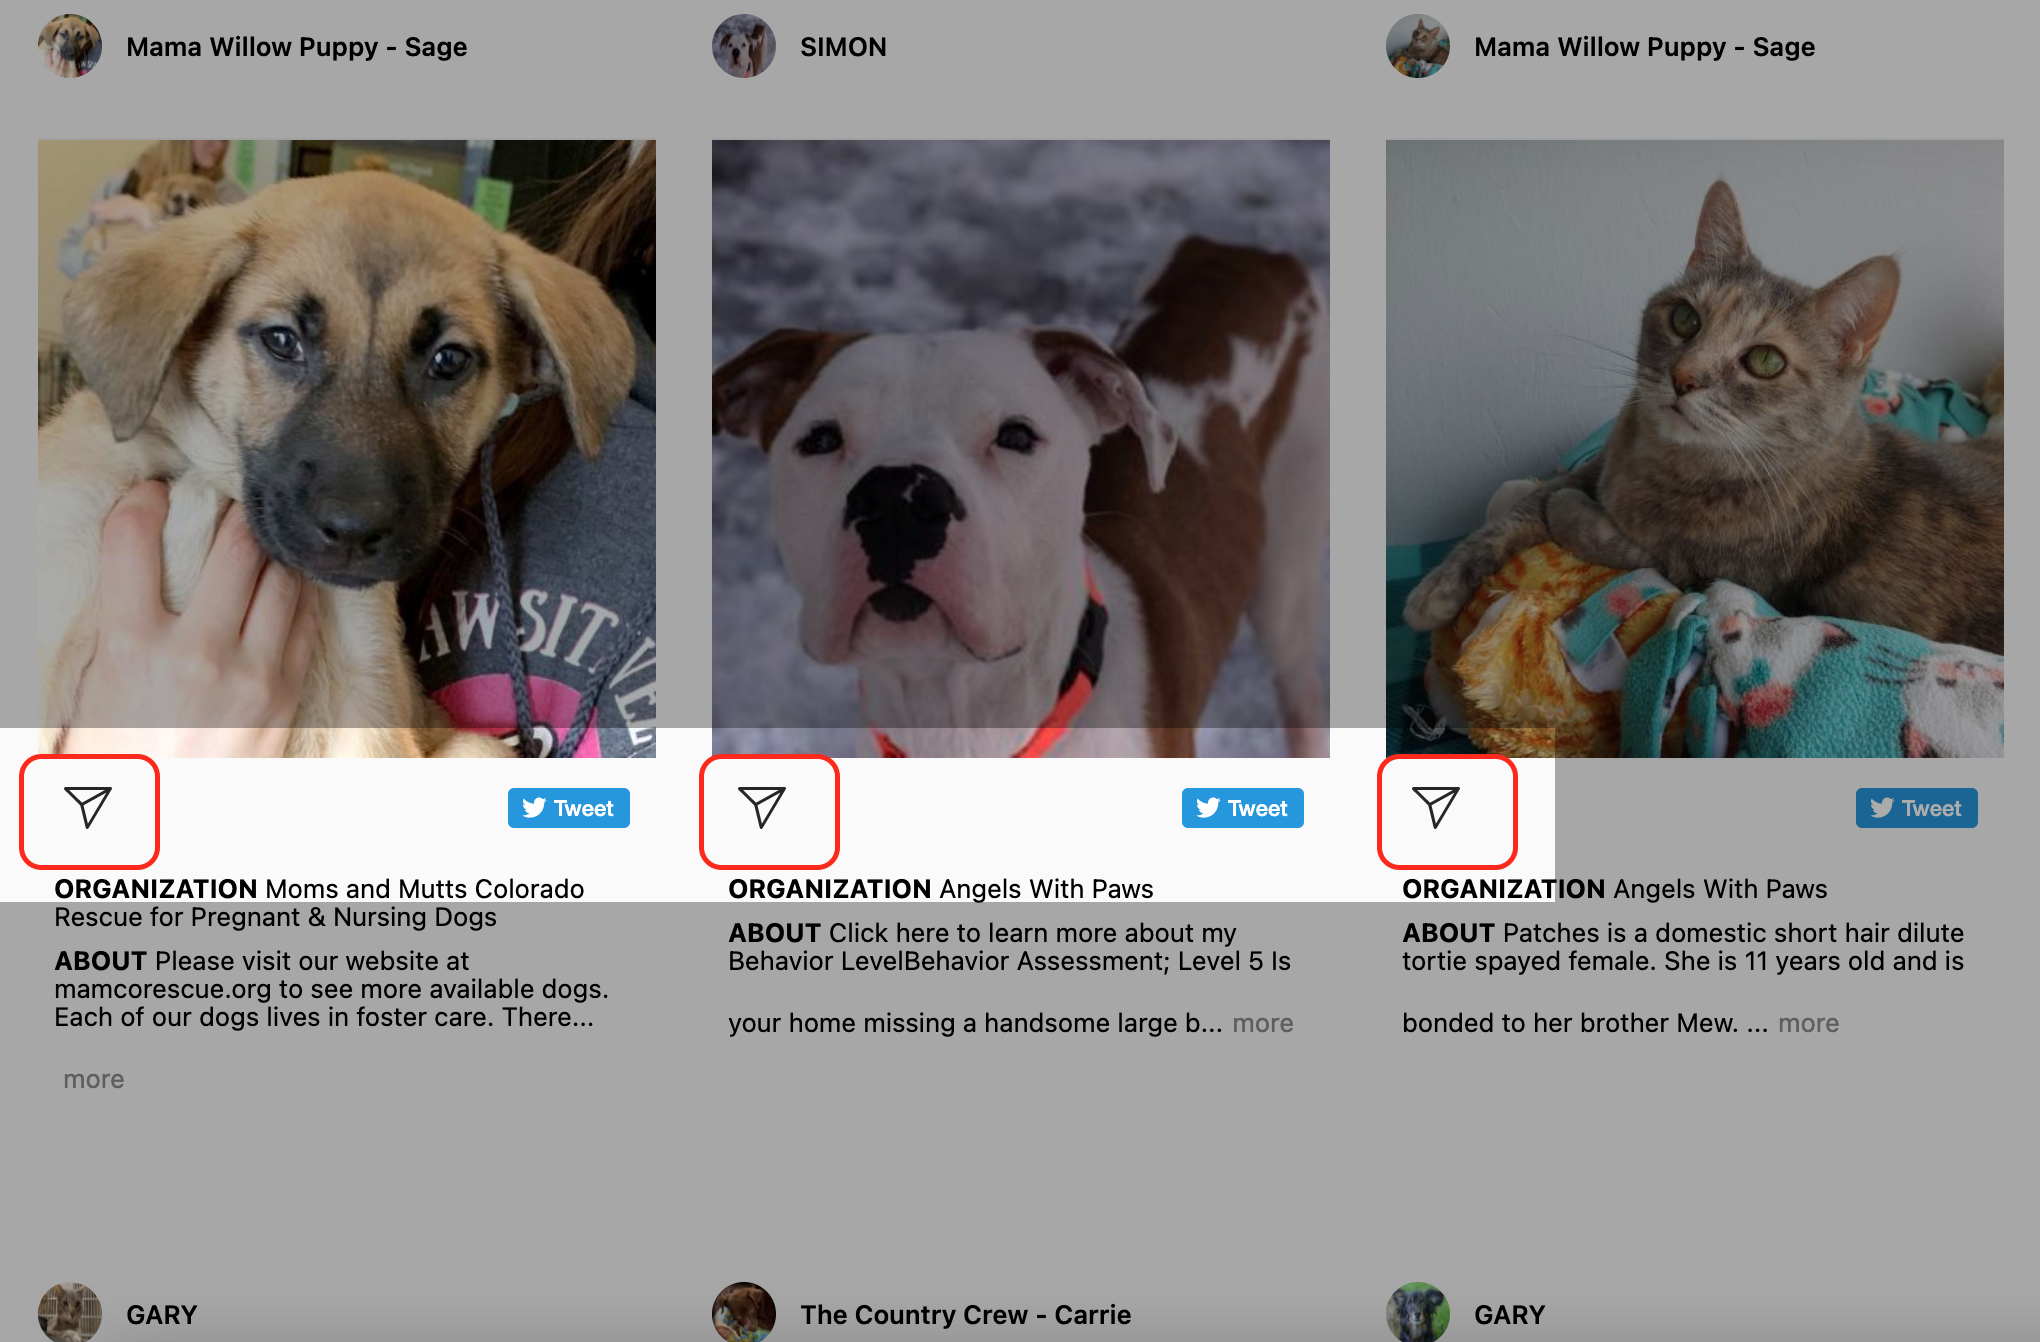 Mama Willow Puppy - Sage
SIMON
Mama Willow Puppy - Sage
AWSIT
Tweet
Tweet
Tweet
ORGANIZATION Moms and Mutts Colorado
Rescue for Pregnant & Nursing Dogs
ABOUT Please visit our website at
mamcorescue.org to see more available dogs.
Each of our dogs lives in foster care. There...
more
ORGANIZATION Angels With Paws
ABOUT Click here to learn more about my
Behavior LevelBehavior Assessment; Level 5 Is
your home missing a handsome large b... more
ORGANIZATION Angels With Paws
ABOUT Patches is a domestic short hair dilute
tortie spayed female. She is 11 years old and is
bonded to her brother Mew. ... more
GARY
The Country Crew - Carrie
GARY